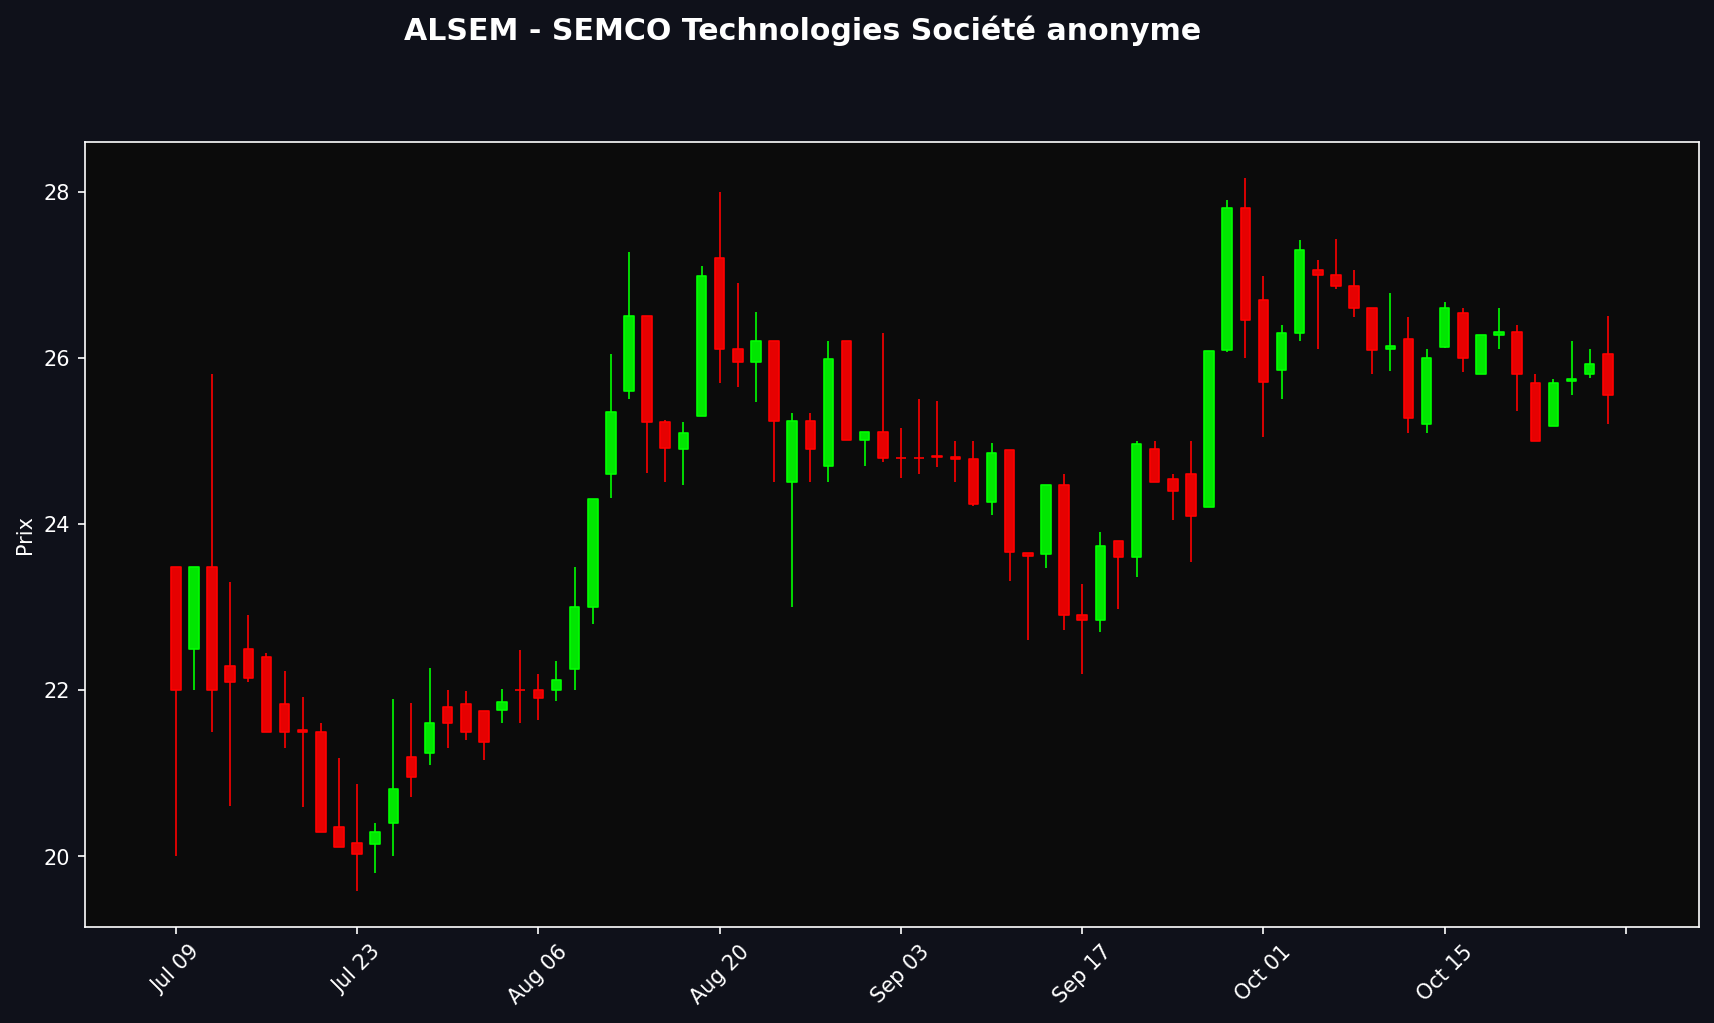 ALSEM - SEMCO Technologies Société anonyme
Prix
28
26
24
22
20
Jul 09
Jul 23
Aug 06
Aug 20
Sep 03
Sep 17
Oct 01
Oct 15